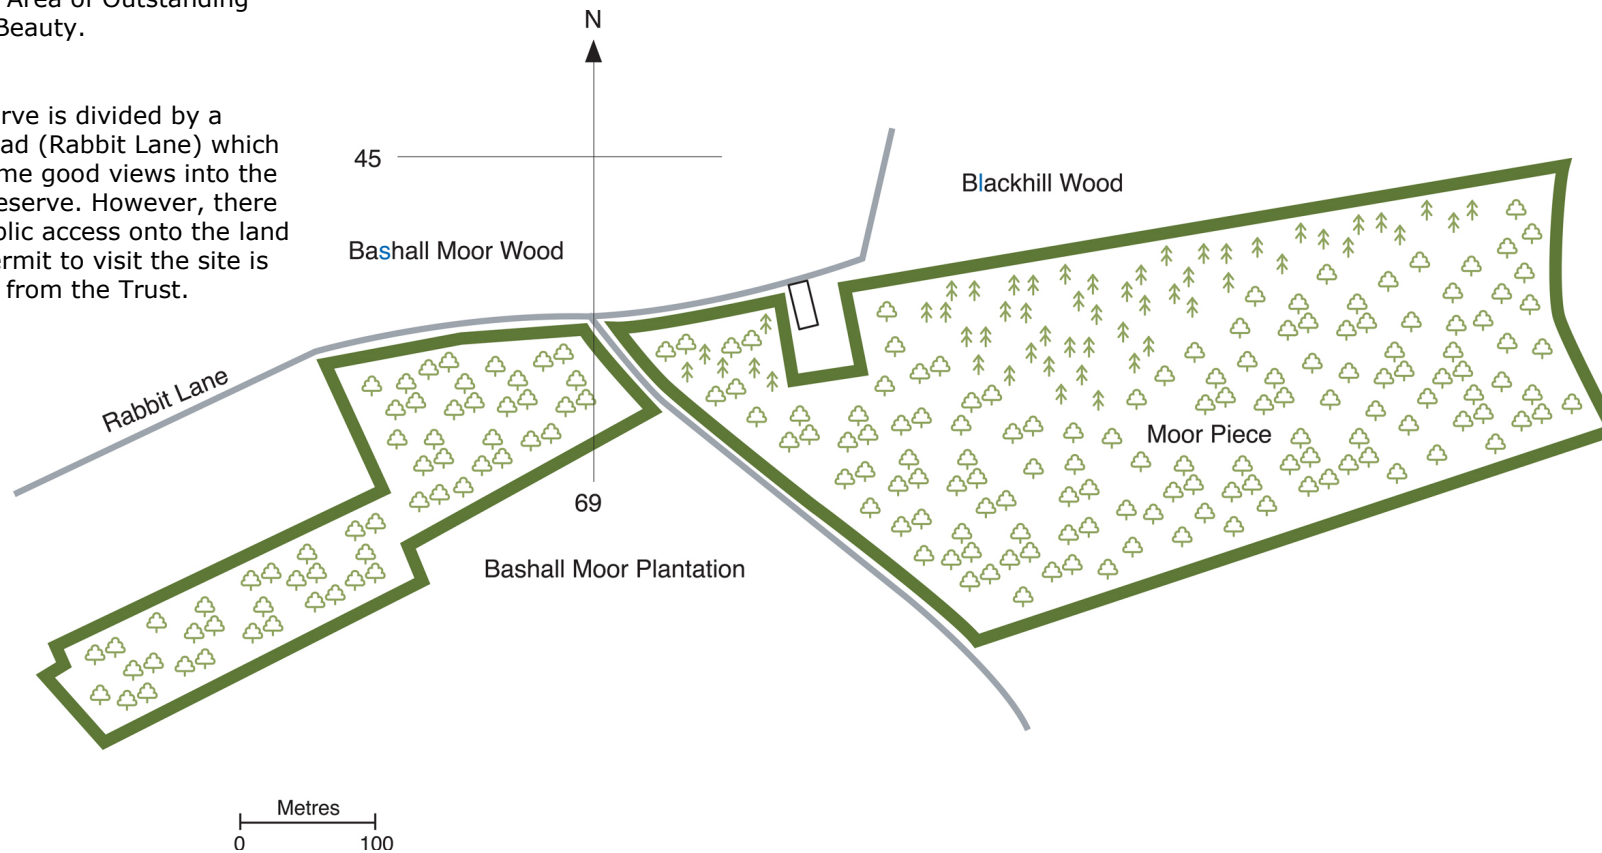 Area of Outstanding
Beauty.
rve is divided by a
ad (Rabbit Lane) which
me good views into the
eserve. However, there
blic access onto the land
ermit to visit the site is
from the Trust.
N
45
Blackhill Wood
Bashall Moor Wood
Rabbit Lane
Moor Piece
69
Bashall Moor Plantation
Metres
0 100